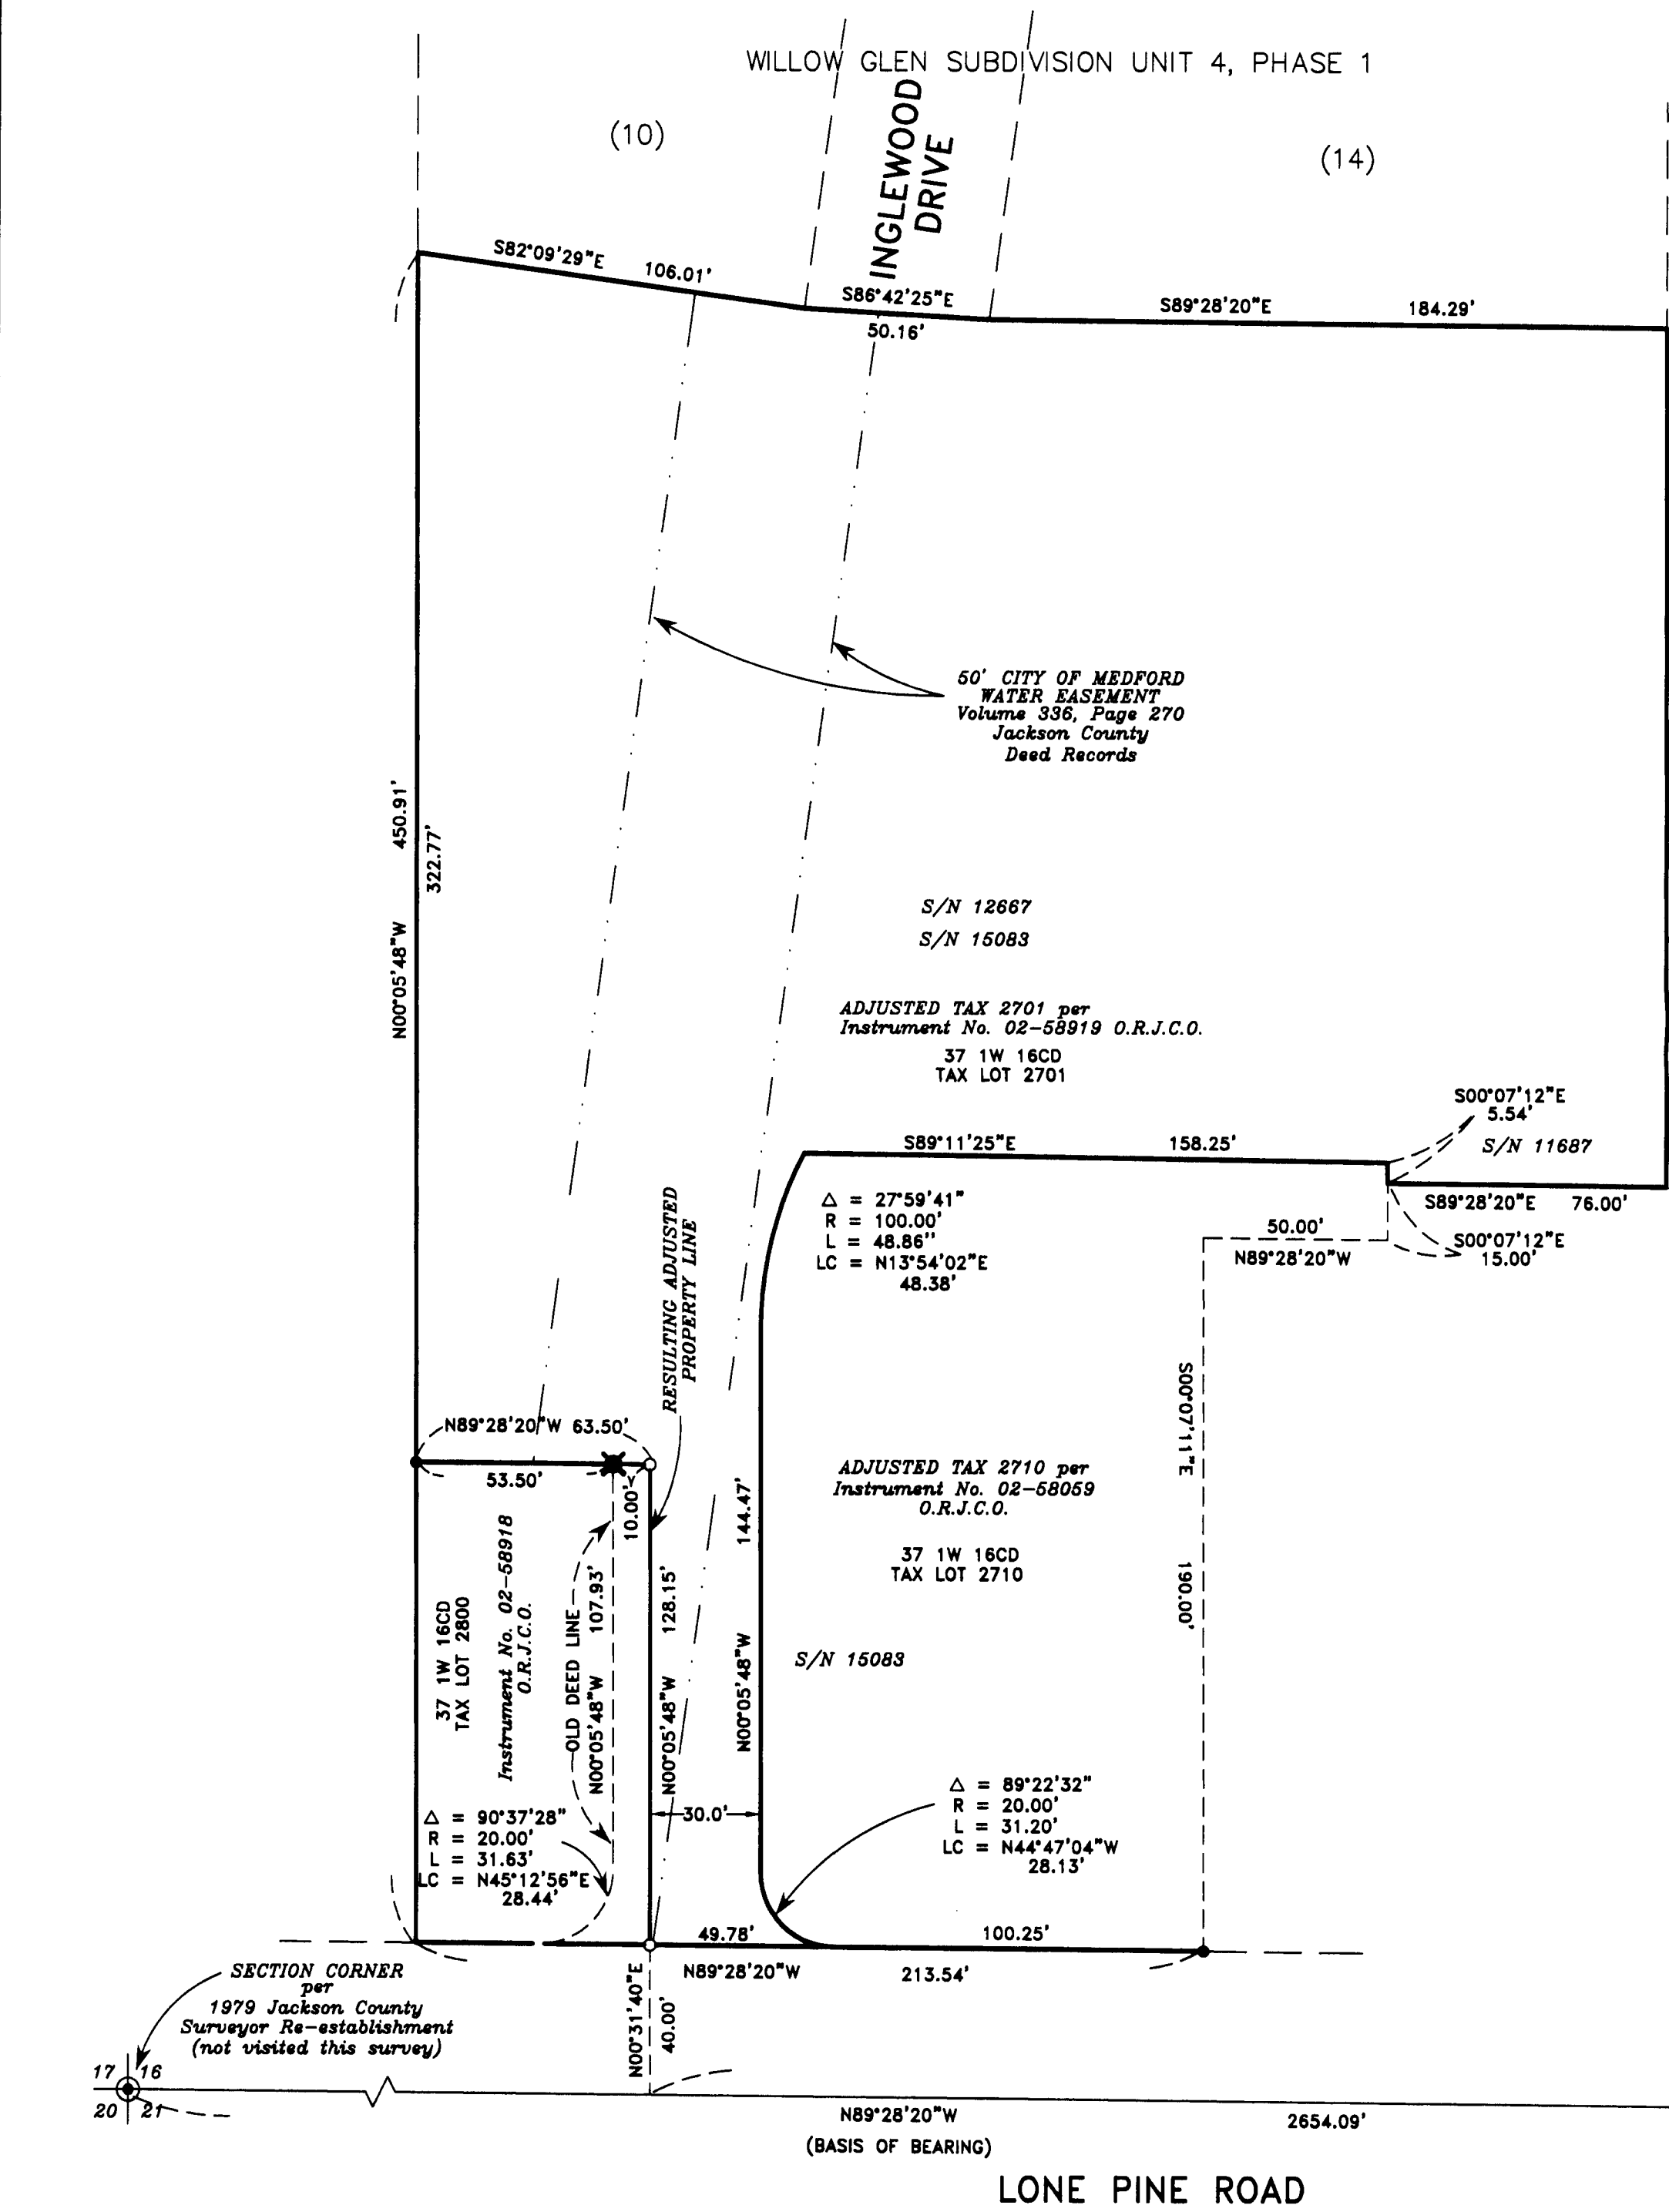 WILLOW GLEN SUBDIVISION UNIT 4, PHASE 1
(10)
INGLEWOOD
DRIVE
(14)
S82°09'29"E
106.01'
S86°42'25"E
50.16'
S89°28'20"E
184.29'
50' CITY OF MEDFORD
WATER EASEMENT
Volume 336, Page 270
Jackson County
Deed Records
N00°05'48"W 450.91'
322.77'
S/N 12667
S/N 15083
ADJUSTED TAX 2701 per
Instrument No. 02-58919 O.R.J.C.O.
37 1W 16CD
TAX LOT 2701
S00°07'12"E
5.54'
S/N 11687
S89°11'25"E
158.25'
S89°28'20"E 76.00'
Δ = 27°59'41"
R = 100.00'
L = 48.86''
LC = N13°54'02"E
48.38'
50.00'
N89°28'20"W
S00°07'12"E
15.00'
RESULTING ADJUSTED
PROPERTY LINE
S00°07'11"E 190.00'
N89°28'20"W 63.50'
53.50'
10.00'
ADJUSTED TAX 2710 per
Instrument No. 02-58059
O.R.J.C.O.
37 1W 16CD
TAX LOT 2710
37 1W 16CD
TAX LOT 2800
Instrument No. 02-58918
O.R.J.C.O.
OLD DEED LINE
N00°05'48"W 107.93'
N00°05'48"W 128.15'
N00°05'48"W 144.47'
S/N 15083
Δ = 90°37'28"
R = 20.00'
L = 31.63'
LC = N45°12'56"E
28.44'
30.0'
Δ = 89°22'32"
R = 20.00'
L = 31.20'
LC = N44°47'04"W
28.13'
49.78'
100.25'
N89°28'20"W
213.54'
SECTION CORNER
per
1979 Jackson County
Surveyor Re-establishment
(not visited this survey)
N00°31'40"E
40.00'
17 16
20 21
N89°28'20"W
2654.09'
(BASIS OF BEARING)
LONE PINE ROAD